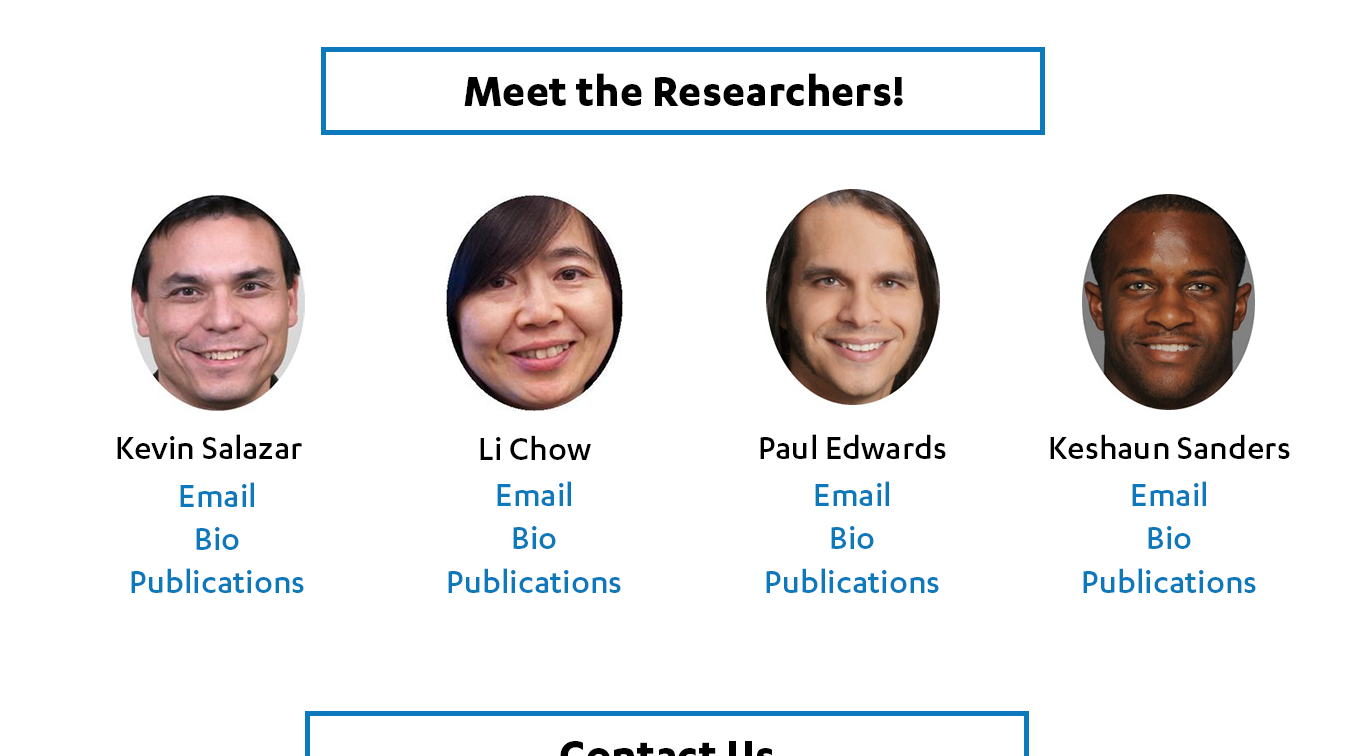 Meet the Researchers!
Kevin Salazar
Li Chow
Paul Edwards
Keshaun Sanders
Email
Email
Email
Email
Bio
Bio
Bio
Bio
Publications
Publications
Publications
Publications
Contact Us